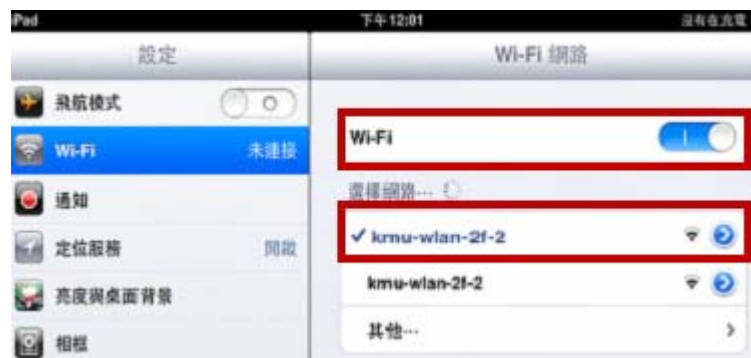 iPad 下午12:01 沒有在充電
設定
飛航模式
Wi-Fi 未連接
通知
定位服務 開啟
亮度與桌面背景
相框
Wi-Fi 網路
Wi-Fi
選擇網路…
kmu-wlan-2f-2
kmu-wlan-2f-2
其他…